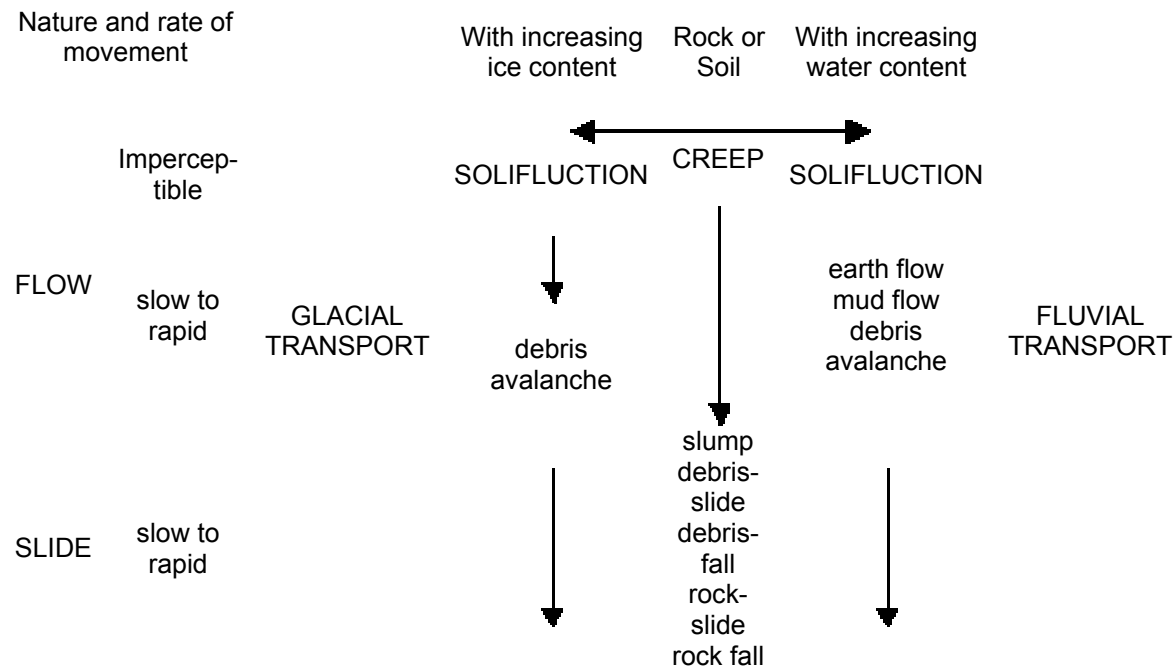 Nature and rate of
movement
With increasing
ice content
Rock or
Soil
With increasing
water content
Impercep-
tible
SOLIFLUCTION
CREEP
SOLIFLUCTION
FLOW
slow to
rapid
GLACIAL
TRANSPORT
debris
avalanche
earth flow
mud flow
debris
avalanche
FLUVIAL
TRANSPORT
SLIDE
slow to
rapid
slump
debris-
slide
debris-
fall
rock-
slide
rock fall